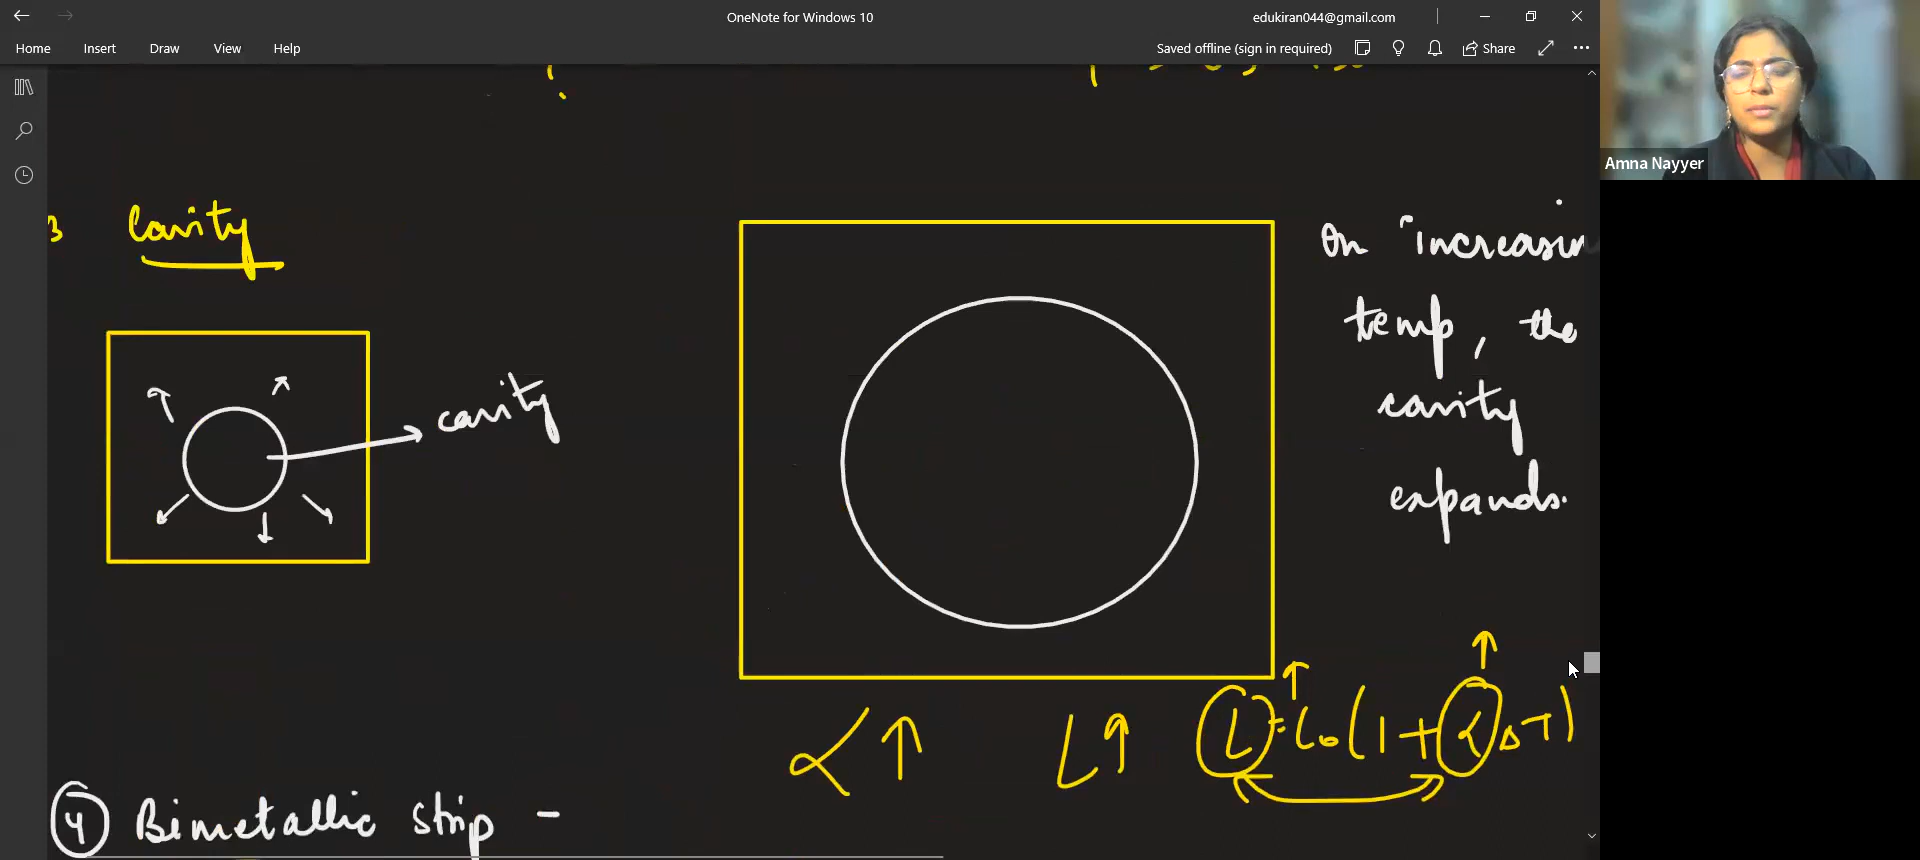 OneNote for Windows 10
edukiran044@gmail.com
Home Insert Draw View Help
Saved offline (sign in required) Share
Amna Nayyer
3 Cavity
cavity
On "increasin
temp, the
cavity
expands.
α↑ L↑ L = L₀(1+αΔT)
④ Bimetallic strip -